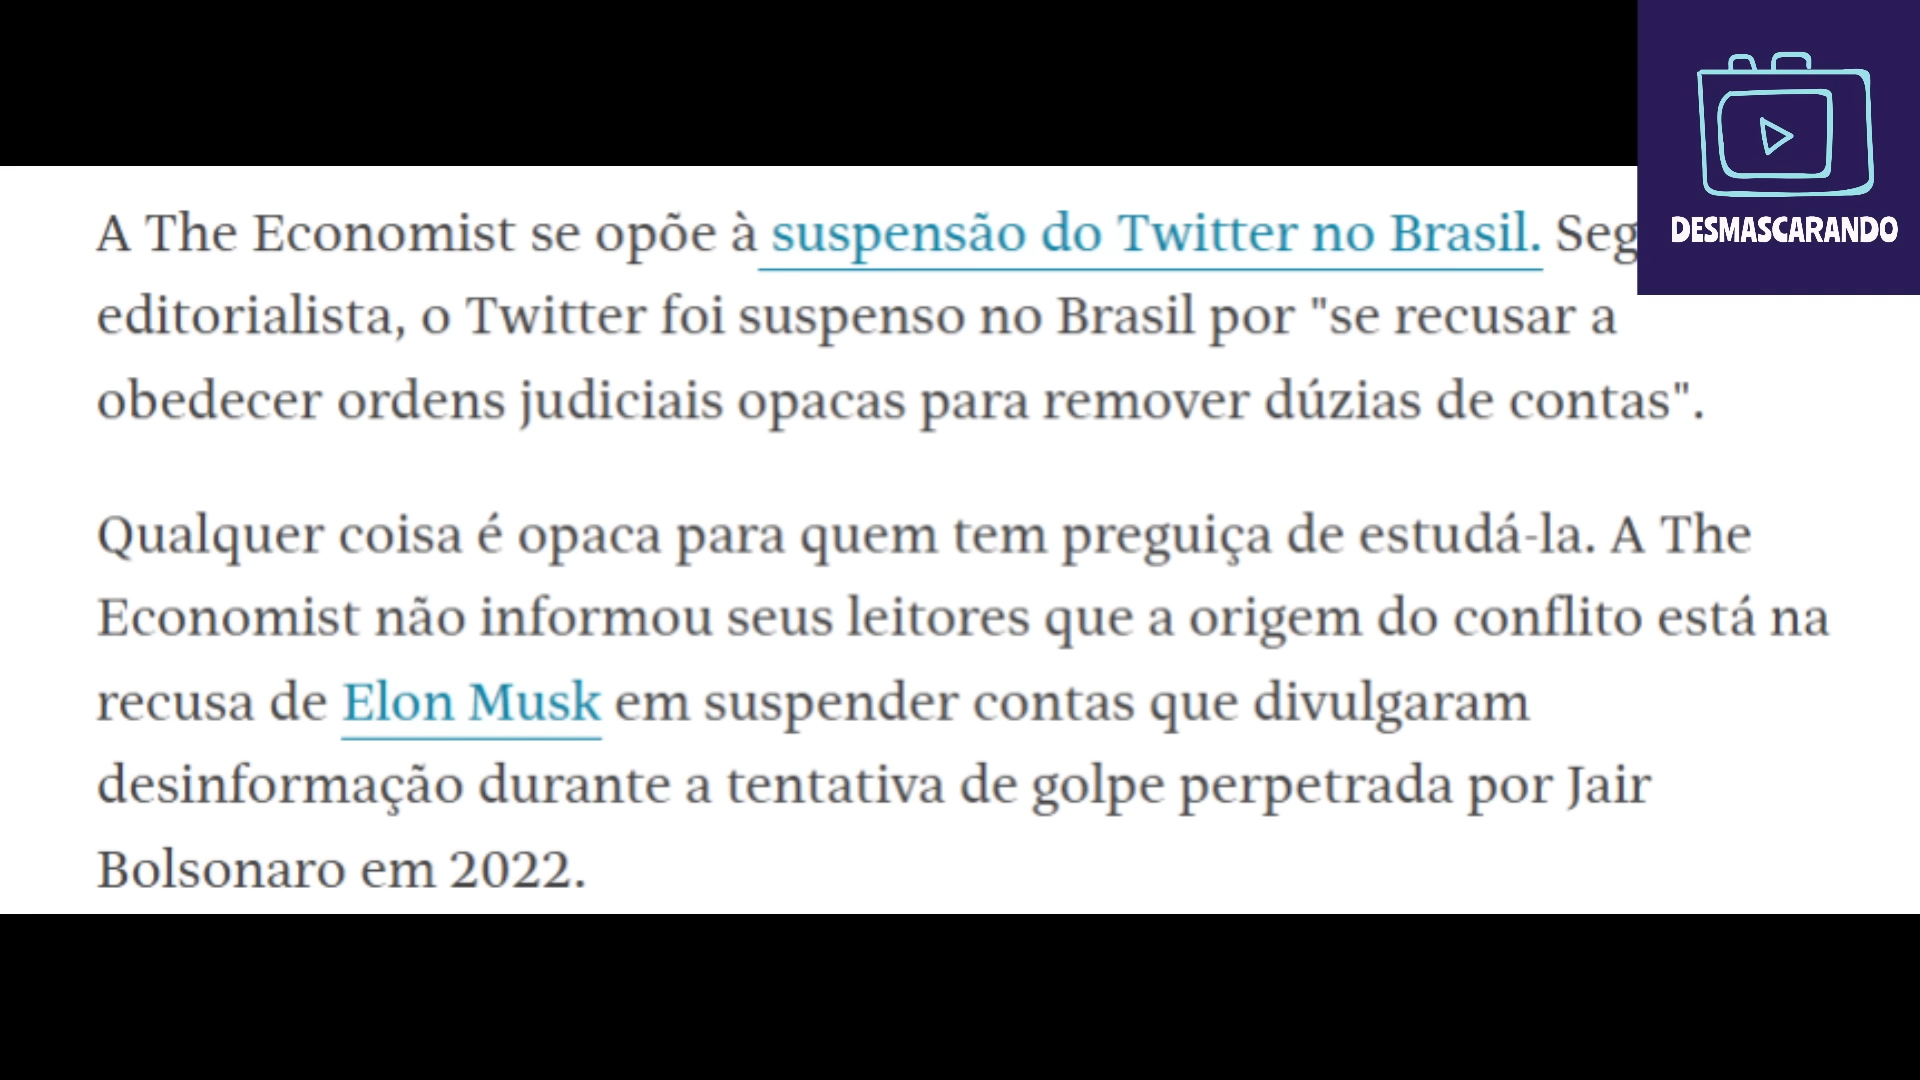 A The Economist se opõe à suspensão do Twitter no Brasil. Seg
editorialista, o Twitter foi suspenso no Brasil por "se recusar a
obedecer ordens judiciais opacas para remover dúzias de contas".
Qualquer coisa é opaca para quem tem preguiça de estudá-la. A The
Economist não informou seus leitores que a origem do conflito está na
recusa de Elon Musk em suspender contas que divulgaram
desinformação durante a tentativa de golpe perpetrada por Jair
Bolsonaro em 2022.
DESMASCARANDO